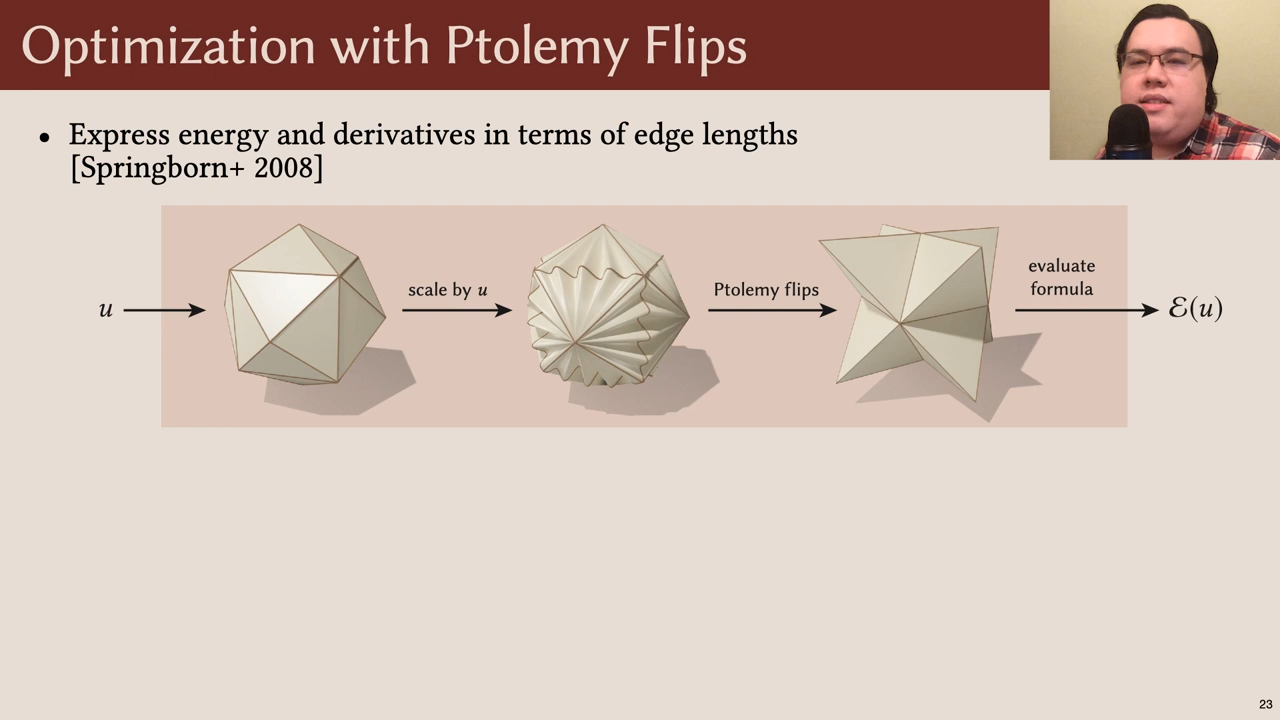 Optimization with Ptolemy Flips
• Express energy and derivatives in terms of edge lengths
[Springborn+ 2008]
u
scale by u
Ptolemy flips
evaluate
formula
ℰ(u)
23